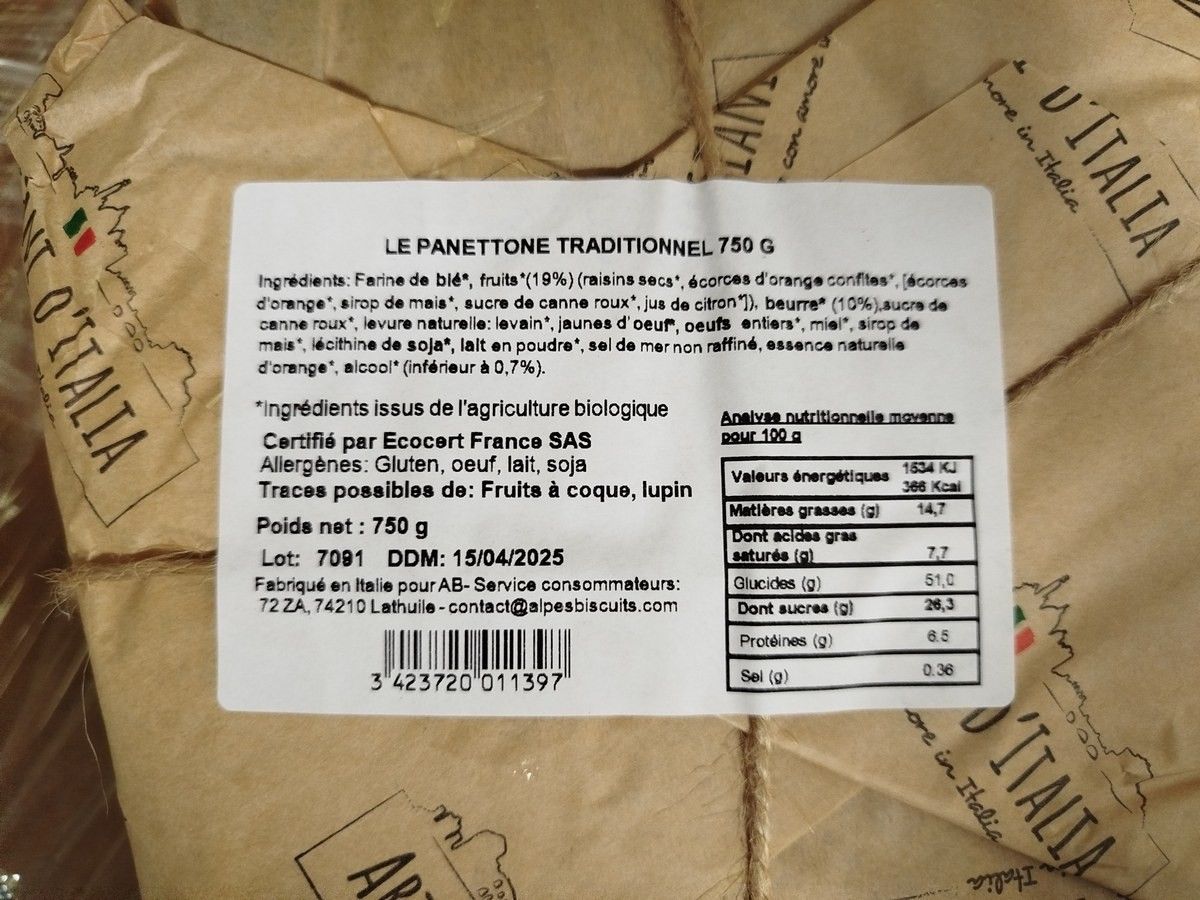 LE PANETTONE TRADITIONNEL 750 G
Ingrédients: Farine de blé*, fruits*(19%) (raisins secs*, écorces d'orange confites*, [écorces
d'orange*, sirop de mais*, sucre de canne roux*, jus de citron*]), beurre* (10%),sucre de
canne roux*, levure naturelle: levain*, jaunes d'oeuf*, oeufs entiers*, miel*, sirop de
mais*, lécithine de soja*, lait en poudre*, sel de mer non raffiné, essence naturelle
d'orange*, alcool* (inférieur à 0,7%).
*Ingrédients issus de l'agriculture biologique
Certifié par Ecocert France SAS
Allergènes: Gluten, oeuf, lait, soja
Traces possibles de: Fruits à coque, lupin
Poids net : 750 g
Lot: 7091 DDM: 15/04/2025
Fabriqué en Italie pour AB- Service consommateurs:
72 ZA, 74210 Lathuile - contact@alpesbiscuits.com
3 423720 011397
Analyse nutritionnelle moyenne
pour 100 g
Valeurs énergétiques 1534 KJ
366 Kcal
Matières grasses (g) 14,7
Dont acides gras
saturés (g) 7,7
Glucides (g) 51,0
Dont sucres (g) 26,3
Protéines (g) 6.5
Sel (g) 0.36
D'ITALIA
con amore
D'ITALIA
in Italia
D'ITALIA
in Italia
Italia